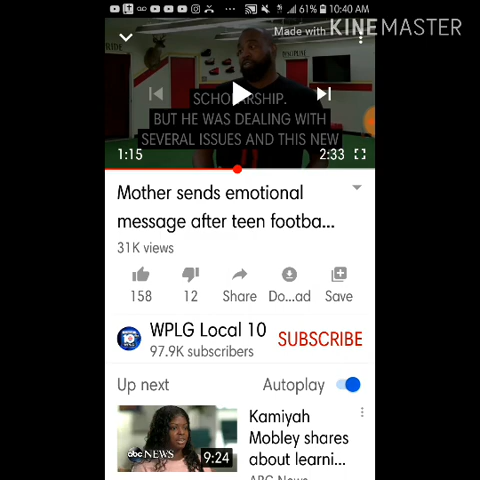 61% 10:40 AM
Made with KINEMASTER
SCHOLARSHIP.
BUT HE WAS DEALING WITH
SEVERAL ISSUES AND THIS NEW
1:15
2:33
Mother sends emotional
message after teen footba...
31K views
158
12
Share
Do...ad
Save
WPLG Local 10
97.9K subscribers
SUBSCRIBE
Up next
Autoplay
Kamiyah
Mobley shares
about learni...
ABC News
abc NEWS
9:24